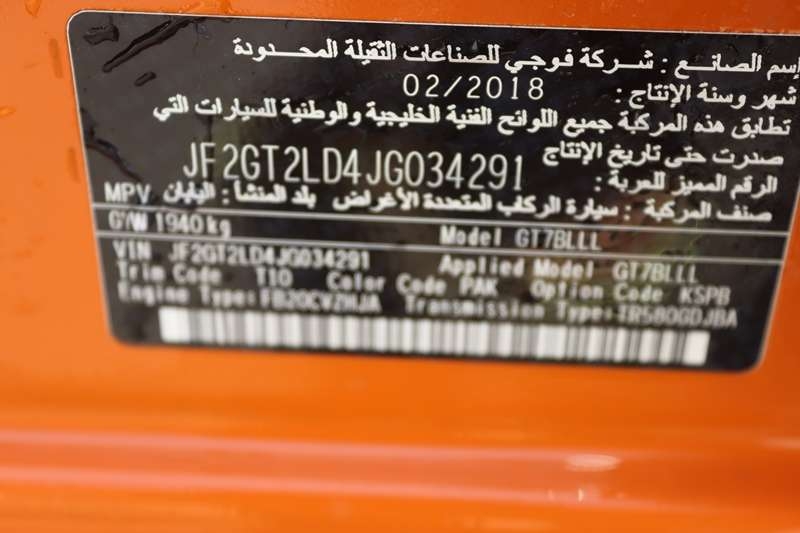 إسم الصانع : شركة فوجي للصناعات الثقيلة المحدودة
شهر وسنة الإنتاج : 02/2018
تطابق هذه المركبة جميع اللوائح الفنية الخليجية والوطنية للسيارات التي
صدرت حتى تاريخ الإنتاج
الرقم المميز للعربة : JF2GT2LD4JG034291
صنف المركبة : سيارة الركاب المتعددة الأغراض بلد المنشأ : اليابان MPV
GVW 1940kg Model GT7BLLL
VIN JF2GT2LD4JG034291 Applied Model GT7BLLL
Trim Code T10 Color Code PAK Option Code KSPB
Engine Type:FB20CVZHJA Transmission Type:TR580GDJBA